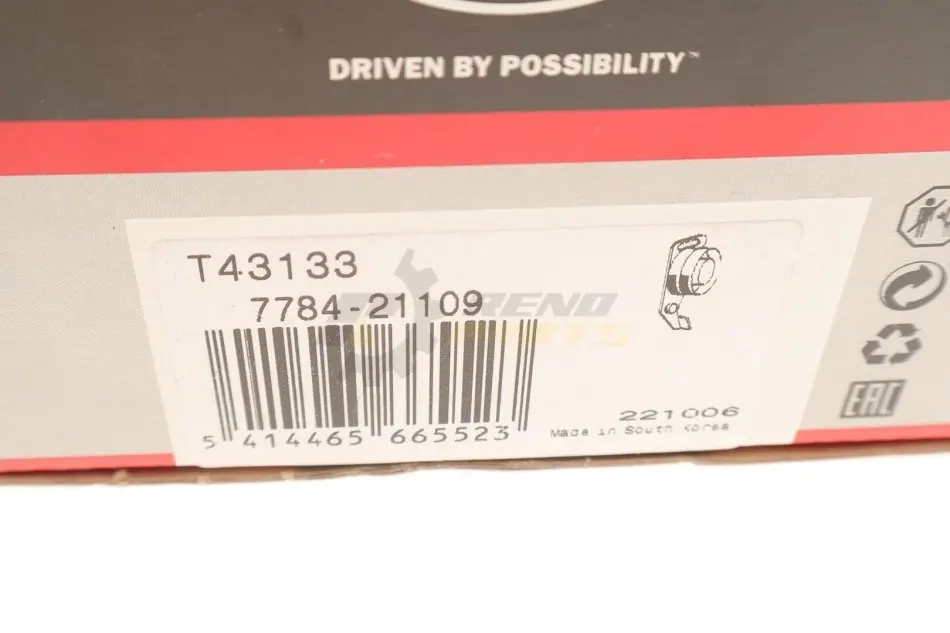 DRIVEN BY POSSIBILITY™
T43133
7784-21109
5 414465 665523
221006
Made in South Korea
EAC